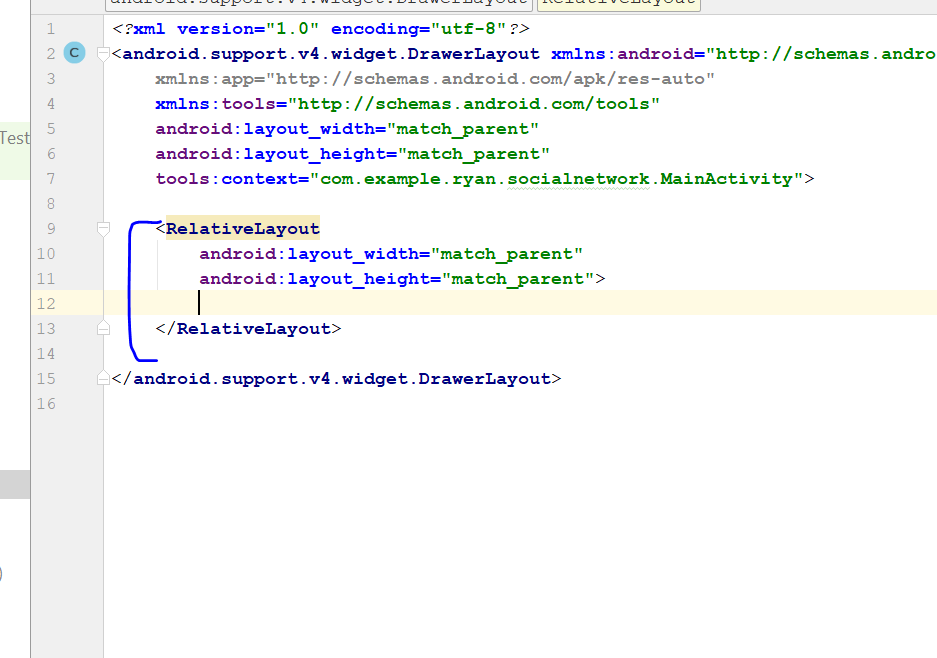 android.support.v4.widget.DrawerLayout RelativeLayout
1 <?xml version="1.0" encoding="utf-8"?>
2 C <android.support.v4.widget.DrawerLayout xmlns:android="http://schemas.andro
3 xmlns:app="http://schemas.android.com/apk/res-auto"
4 xmlns:tools="http://schemas.android.com/tools"
5 android:layout_width="match_parent"
Test
6 android:layout_height="match_parent"
7 tools:context="com.example.ryan.socialnetwork.MainActivity">
8
9 <RelativeLayout
10 android:layout_width="match_parent"
11 android:layout_height="match_parent">
12
13 </RelativeLayout>
14
15 </android.support.v4.widget.DrawerLayout>
16
)